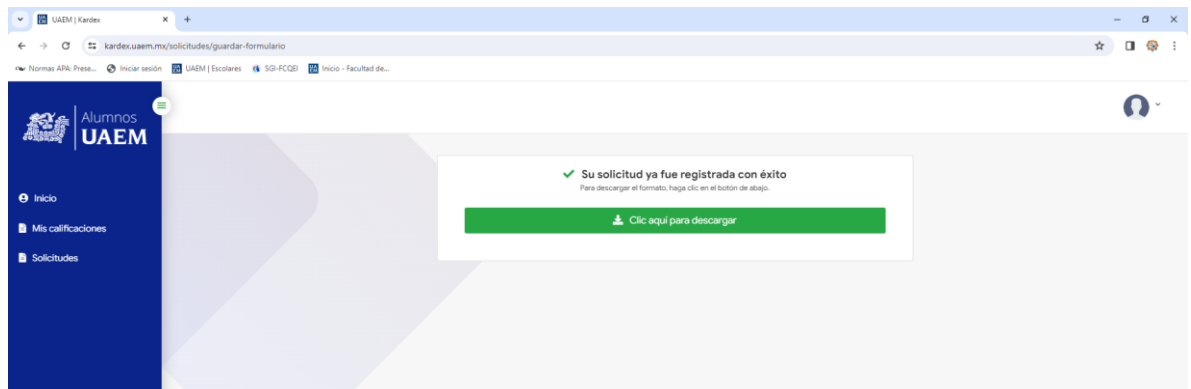 UAEM | Kardex
kardex.uaem.mx/solicitudes/guardar-formulario
Normas APA: Prese... Iniciar sesión UAEM | Escolares SGI-FCQEI Inicio - Facultad de...
Alumnos
UAEM
Inicio
Mis calificaciones
Solicitudes
Su solicitud ya fue registrada con éxito
Para descargar el formato, haga clic en el botón de abajo.
Clic aquí para descargar